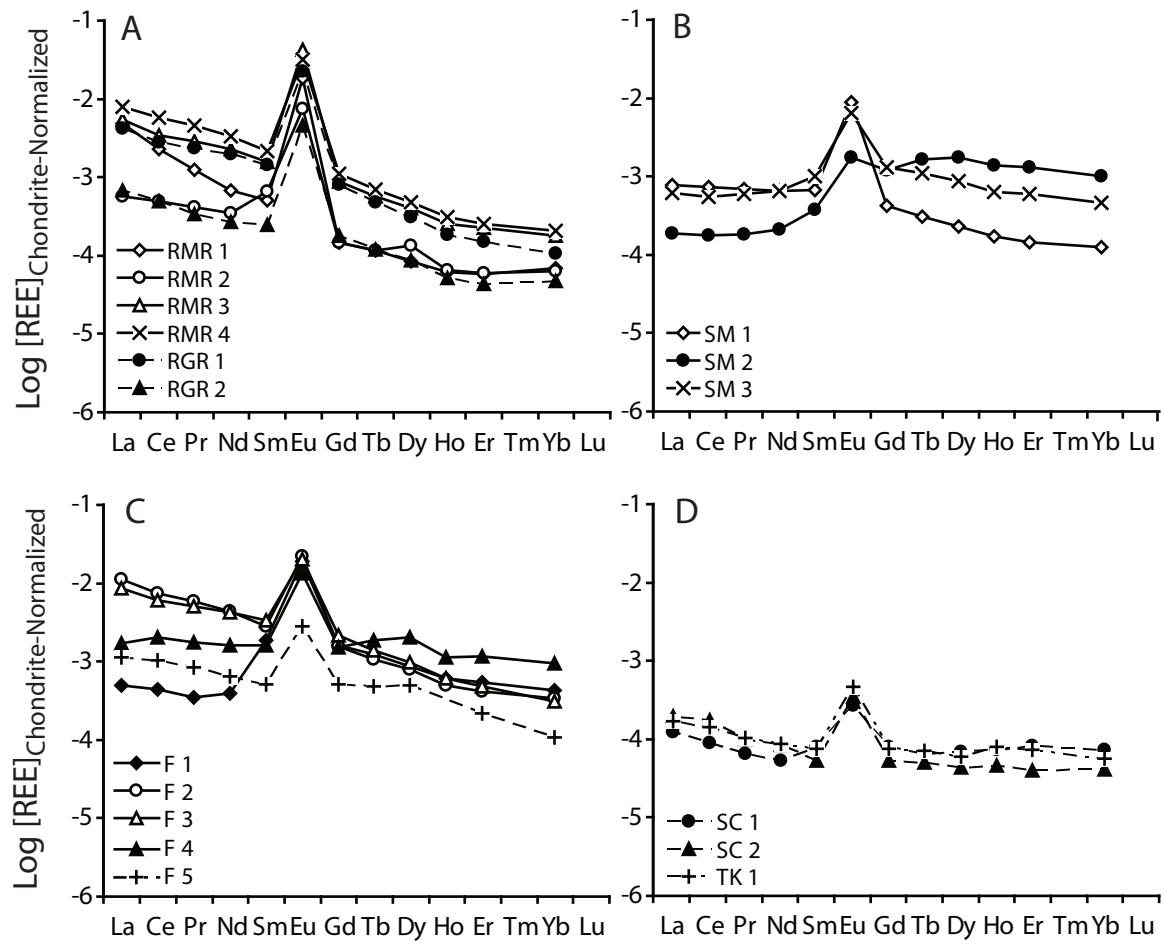 A
Log [REE]Chondrite-Normalized
-1
-2
-3
-4
-5
-6
RMR 1
RMR 2
RMR 3
RMR 4
RGR 1
RGR 2
La Ce Pr Nd Sm Eu Gd Tb Dy Ho Er Tm Yb Lu
B
-1
-2
-3
-4
-5
-6
SM 1
SM 2
SM 3
La Ce Pr Nd Sm Eu Gd Tb Dy Ho Er Tm Yb Lu
C
Log [REE]Chondrite-Normalized
-1
-2
-3
-4
-5
-6
F 1
F 2
F 3
F 4
F 5
La Ce Pr Nd Sm Eu Gd Tb Dy Ho Er Tm Yb Lu
D
-1
-2
-3
-4
-5
-6
SC 1
SC 2
TK 1
La Ce Pr Nd Sm Eu Gd Tb Dy Ho Er Tm Yb Lu